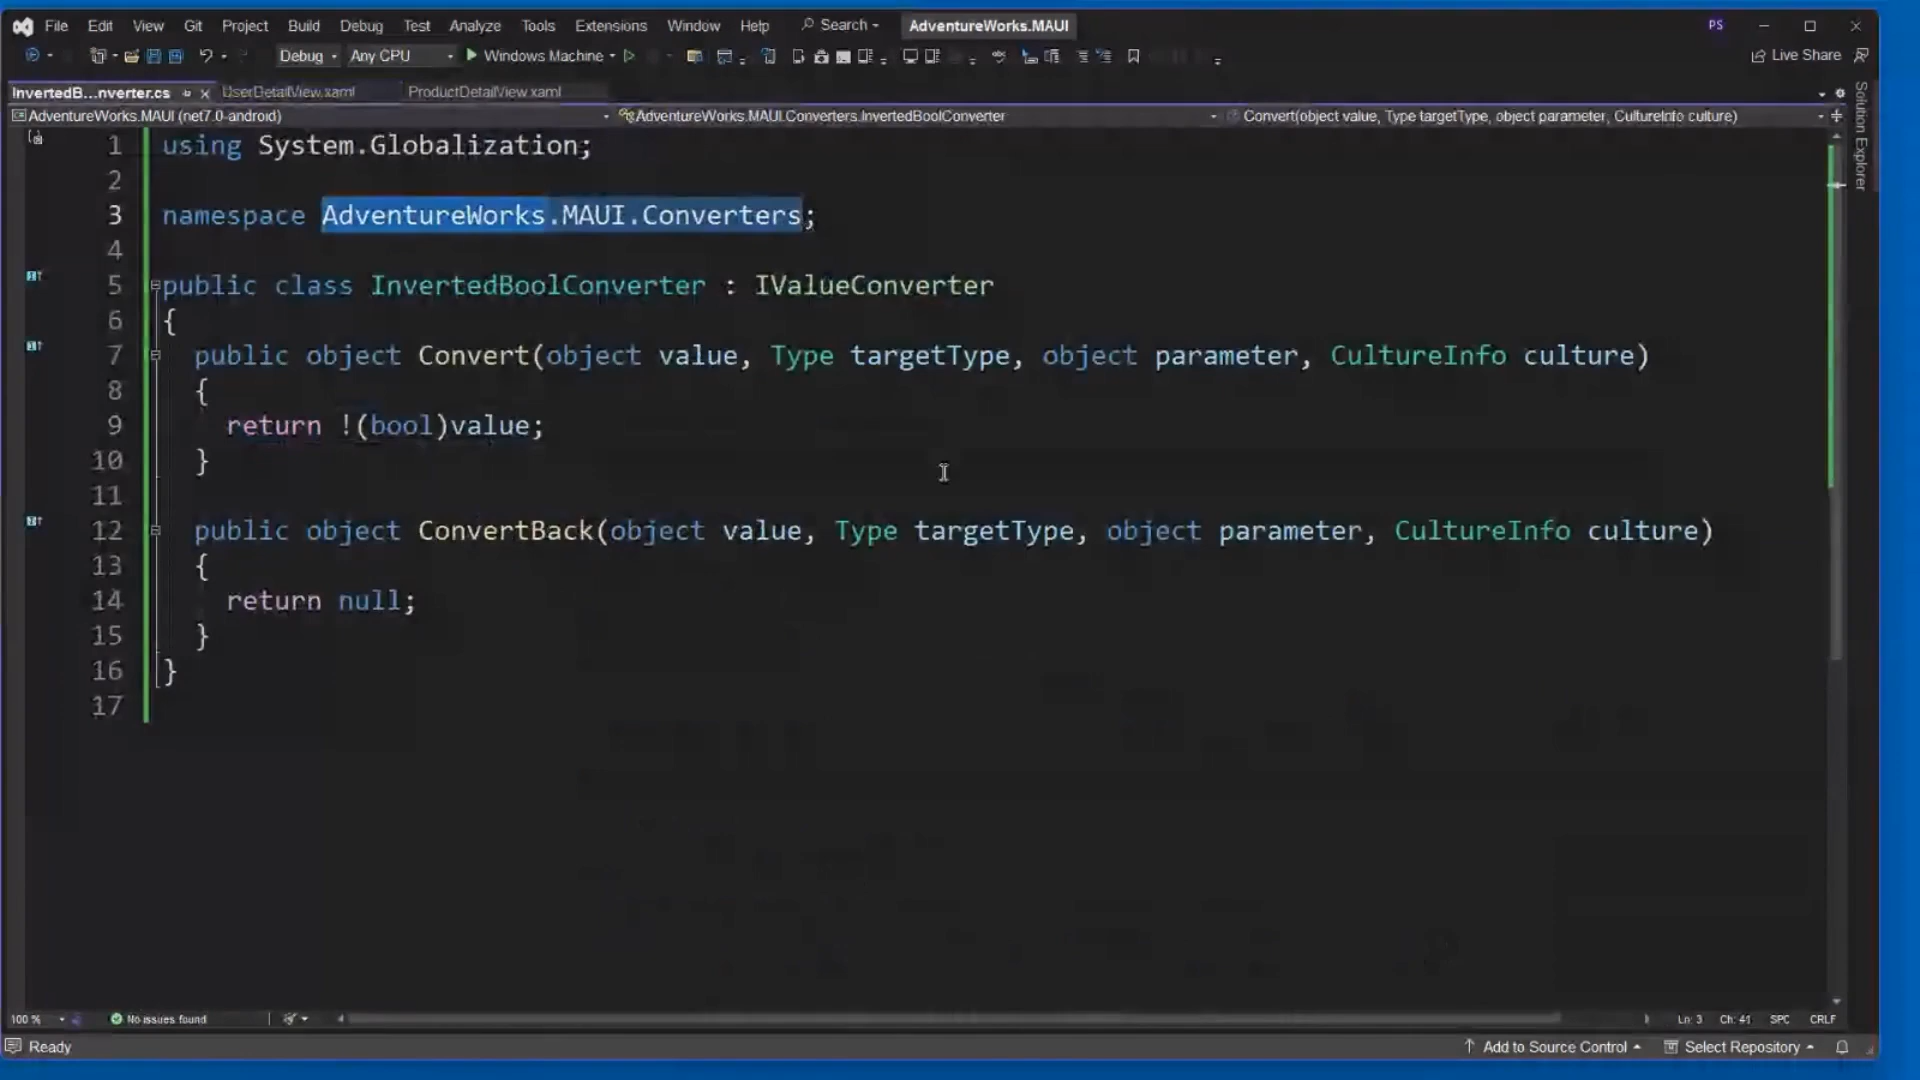 File Edit View Git Project Build Debug Test Analyze Tools Extensions Window Help Search AdventureWorks.MAUI PS
Debug Any CPU Windows Machine Live Share
InvertedB...nverter.cs UserDetailView.xaml ProductDetailView.xaml
AdventureWorks.MAUI (net7.0-android) AdventureWorks.MAUI.Converters.InvertedBoolConverter Convert(object value, Type targetType, object parameter, CultureInfo culture)
Solution Explorer
1 using System.Globalization;
2
3 namespace AdventureWorks.MAUI.Converters;
4
5 public class InvertedBoolConverter : IValueConverter
6 {
7 public object Convert(object value, Type targetType, object parameter, CultureInfo culture)
8 {
9 return !(bool)value;
10 }
11
12 public object ConvertBack(object value, Type targetType, object parameter, CultureInfo culture)
13 {
14 return null;
15 }
16 }
17
100 % No issues found Ln: 3 Ch: 41 SPC CRLF
Ready Add to Source Control Select Repository